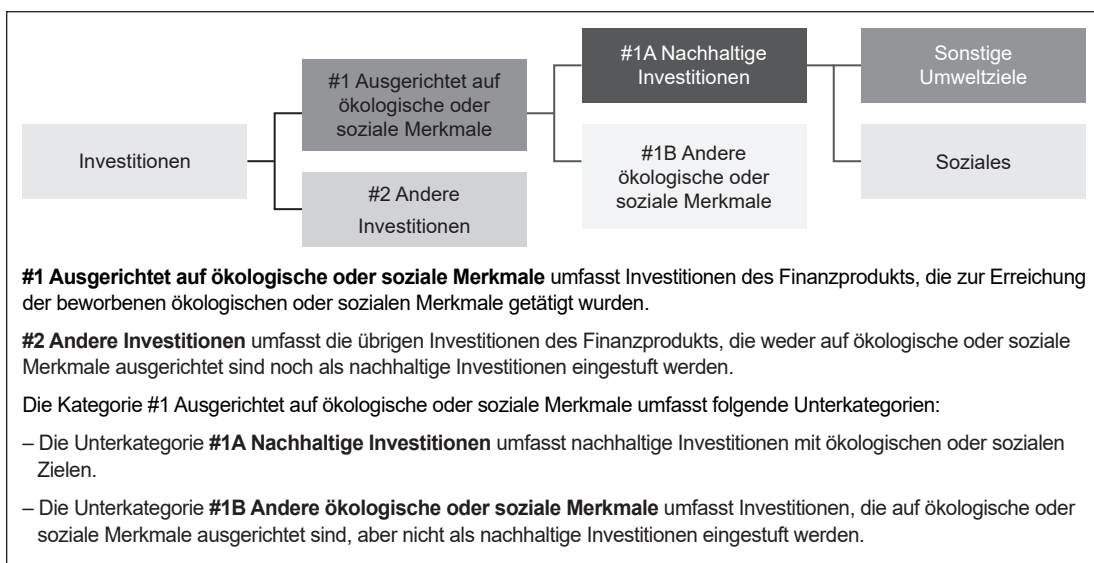 Investitionen
#1 Ausgerichtet auf
ökologische oder
soziale Merkmale
#2 Andere
Investitionen
#1A Nachhaltige
Investitionen
#1B Andere
ökologische oder
soziale Merkmale
Sonstige
Umweltziele
Soziales
#1 Ausgerichtet auf ökologische oder soziale Merkmale umfasst Investitionen des Finanzprodukts, die zur Erreichung
der beworbenen ökologischen oder sozialen Merkmale getätigt wurden.
#2 Andere Investitionen umfasst die übrigen Investitionen des Finanzprodukts, die weder auf ökologische oder soziale
Merkmale ausgerichtet sind noch als nachhaltige Investitionen eingestuft werden.
Die Kategorie #1 Ausgerichtet auf ökologische oder soziale Merkmale umfasst folgende Unterkategorien:
– Die Unterkategorie #1A Nachhaltige Investitionen umfasst nachhaltige Investitionen mit ökologischen oder sozialen
Zielen.
– Die Unterkategorie #1B Andere ökologische oder soziale Merkmale umfasst Investitionen, die auf ökologische oder
soziale Merkmale ausgerichtet sind, aber nicht als nachhaltige Investitionen eingestuft werden.